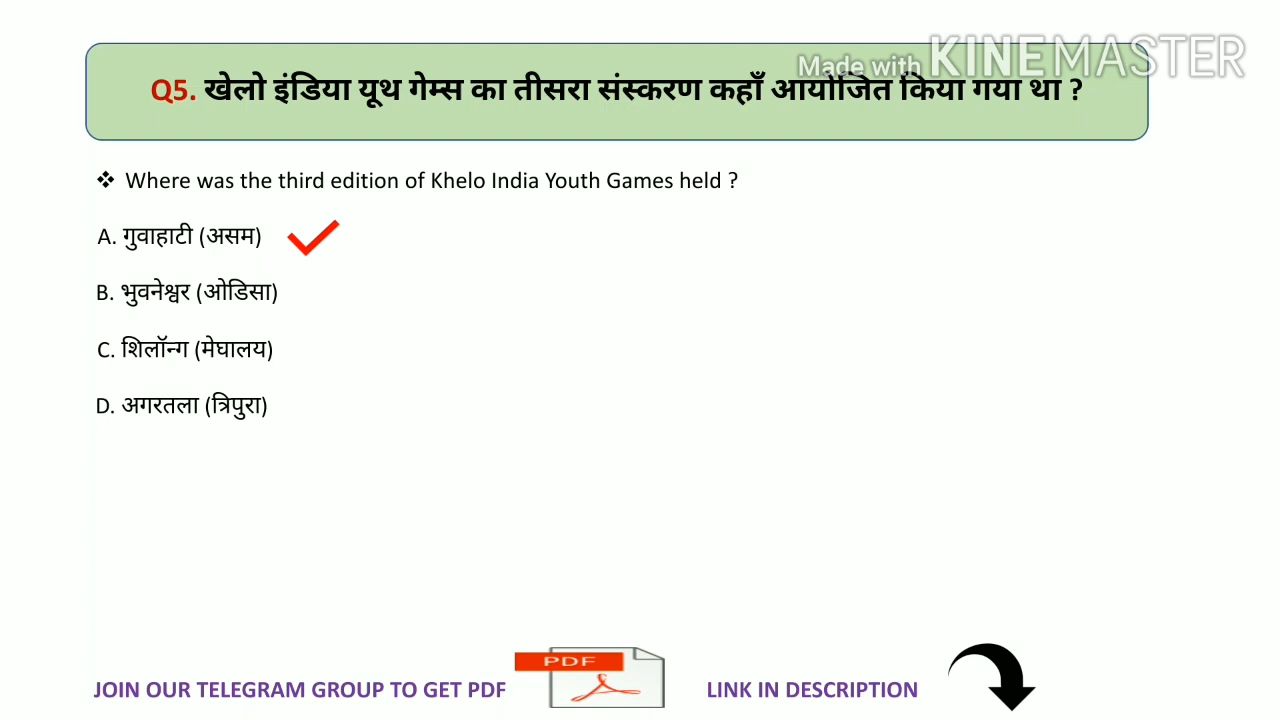 Made with KINEMASTER
Q5. खेलो इंडिया यूथ गेम्स का तीसरा संस्करण कहाँ आयोजित किया गया था ?
❖ Where was the third edition of Khelo India Youth Games held ?
A. गुवाहाटी (असम)
B. भुवनेश्वर (ओडिसा)
C. शिलॉन्ग (मेघालय)
D. अगरतला (त्रिपुरा)
JOIN OUR TELEGRAM GROUP TO GET PDF PDF LINK IN DESCRIPTION